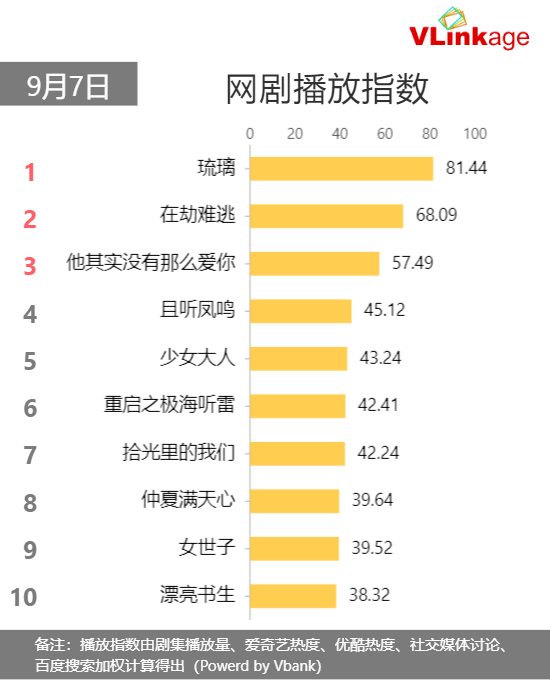 VLinkage
9月7日
网剧播放指数
0 20 40 60 80 100
1 琉璃 81.44
2 在劫难逃 68.09
3 他其实没有那么爱你 57.49
4 且听凤鸣 45.12
5 少女大人 43.24
6 重启之极海听雷 42.41
7 拾光里的我们 42.24
8 仲夏满天心 39.64
9 女世子 39.52
10 漂亮书生 38.32
备注：播放指数由剧集播放量、爱奇艺热度、优酷热度、社交媒体讨论、
百度搜索加权计算得出（Powerd by Vbank）